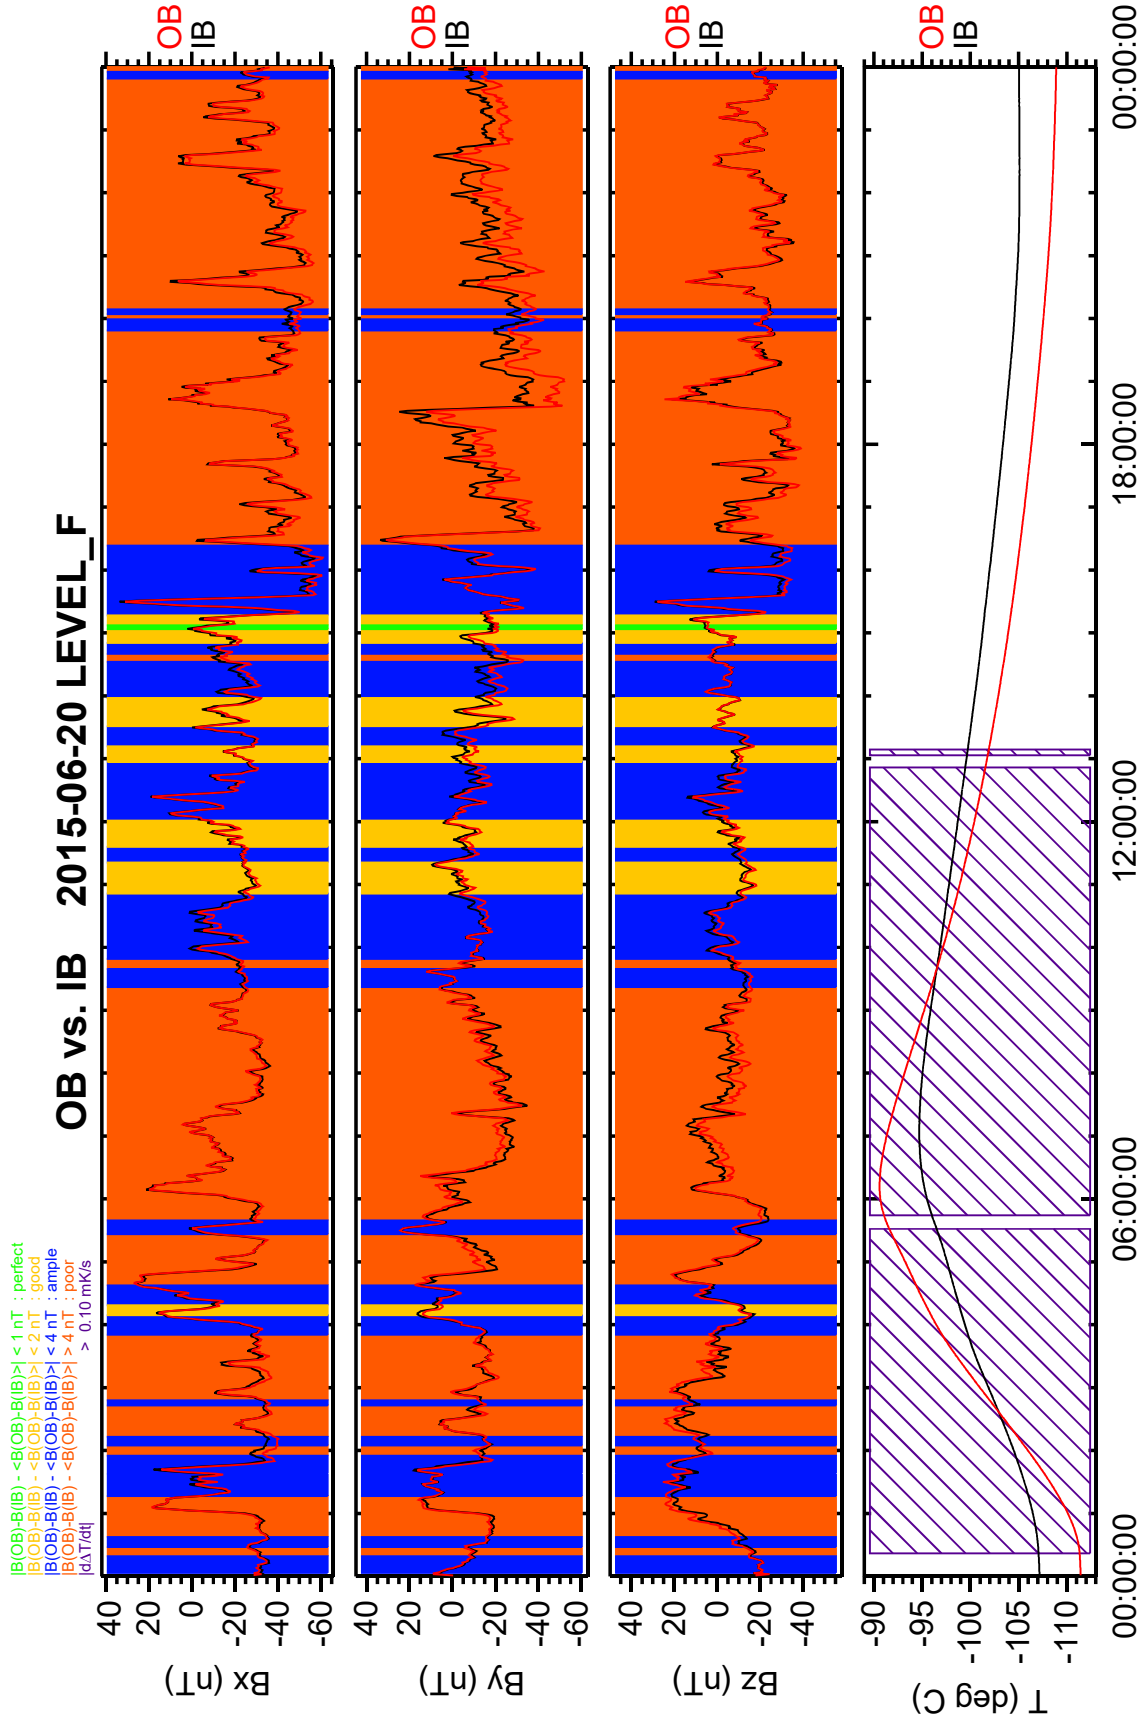 OB vs. IB 2015-06-20 LEVEL_F
|B(OB)-B(IB) - <B(OB)-B(IB)>| < 1 nT : perfect
|B(OB)-B(IB) - <B(OB)-B(IB)>| < 2 nT : good
|B(OB)-B(IB) - <B(OB)-B(IB)>| < 4 nT : ample
|B(OB)-B(IB) - <B(OB)-B(IB)>| > 4 nT : poor
|dΔT/dt| > 0.10 mK/s
Bx (nT)
40
20
0
-20
-40
-60
OB
IB
By (nT)
40
20
0
-20
-40
-60
OB
IB
Bz (nT)
40
20
0
-20
-40
OB
IB
T (deg C)
-90
-95
-100
-105
-110
OB
IB
00:00:00
06:00:00
12:00:00
18:00:00
00:00:00